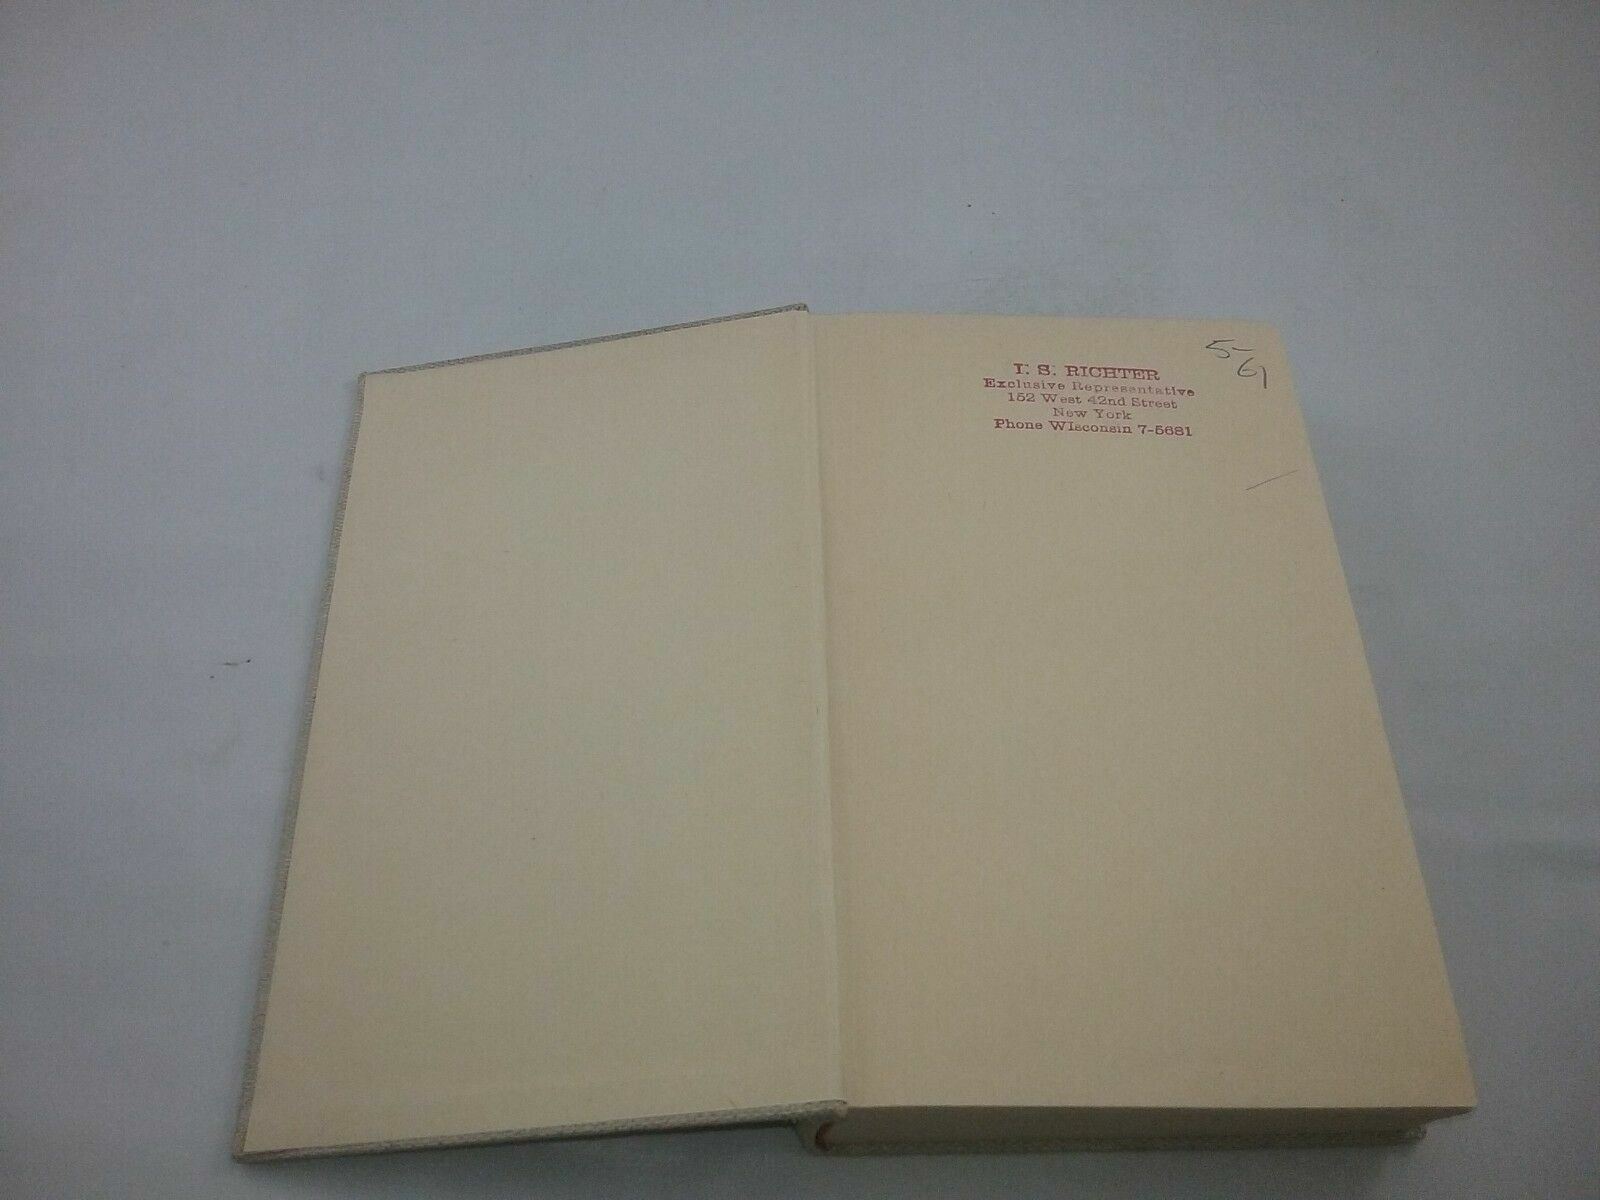 I. S. RICHTER
Exclusive Representative
152 West 42nd Street
New York
Phone WIsconsin 7-5681
5-
61